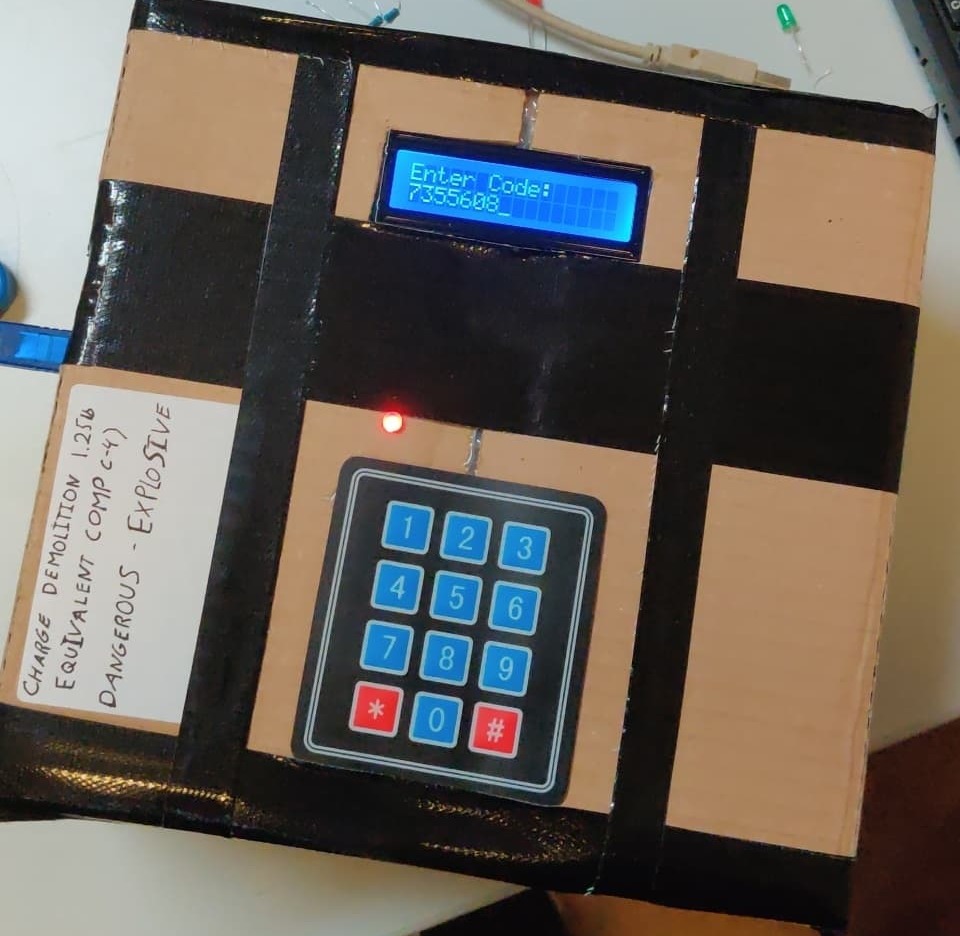 Enter Code:
7355608_
CHARGE DEMOLITION 1.25lb
EQUIVALENT COMP C-4)
DANGEROUS - EXPLOSIVE
1 2 3
4 5 6
7 8 9
* 0 #